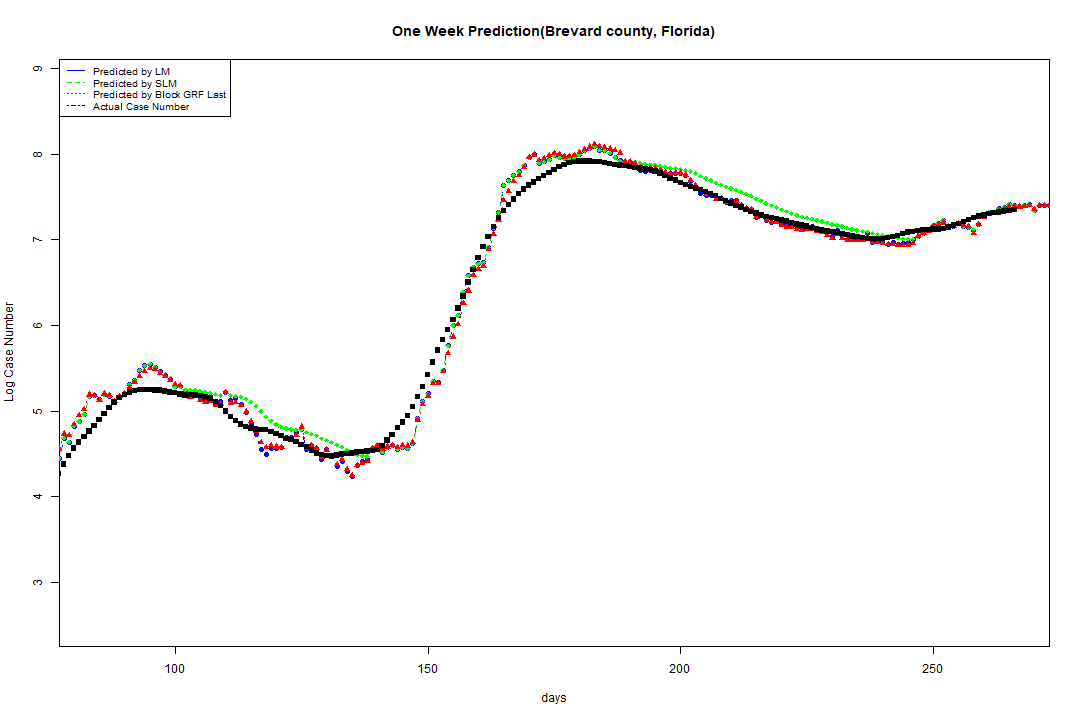 One Week Prediction(Brevard county, Florida)
Predicted by LM
Predicted by SLM
Predicted by Block GRF Last
Actual Case Number
9
8
7
6
5
4
3
Log Case Number
100 150 200 250
days